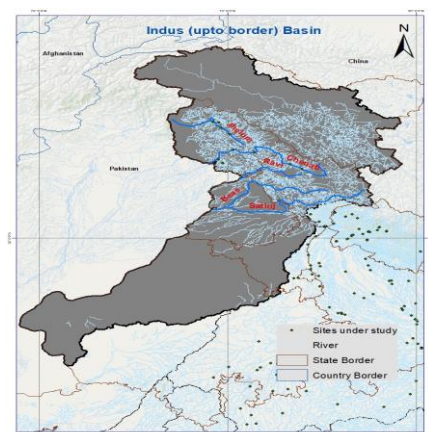 Indus (upto border) Basin
N
Afghanistan
China
Jhelum
Chenab
Ravi
Pakistan
Beas
Satluj
Sites under study
River
State Border
Country Border